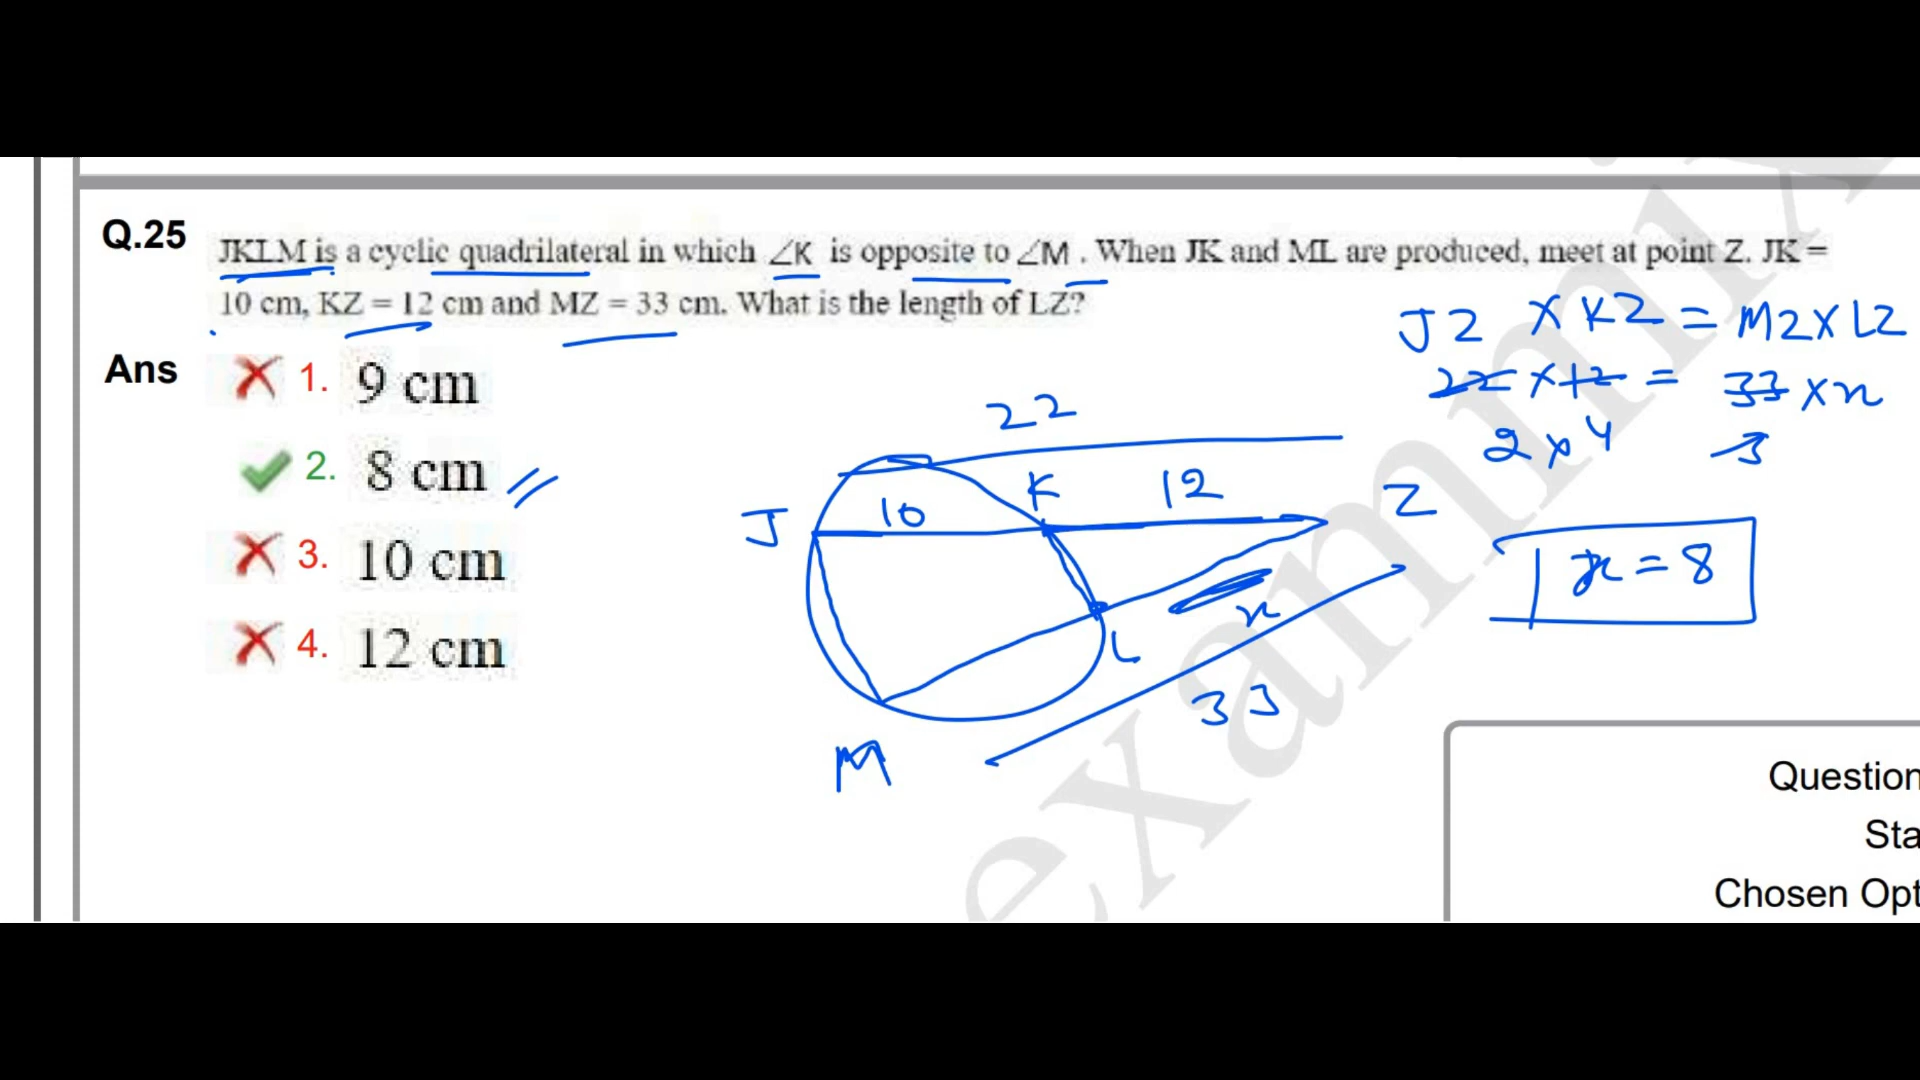 Q.25 JKLM is a cyclic quadrilateral in which ∠K is opposite to ∠M . When JK and ML are produced, meet at point Z. JK =
10 cm, KZ = 12 cm and MZ = 33 cm. What is the length of LZ?
Ans
1. 9 cm
2. 8 cm
3. 10 cm
4. 12 cm
JZ × KZ = MZ × LZ
22 × 12 = 33 × x
2 × 4
3
x = 8
22
J 10 K 12 Z
x
L
33
M
exammix
Question
Sta
Chosen Opt